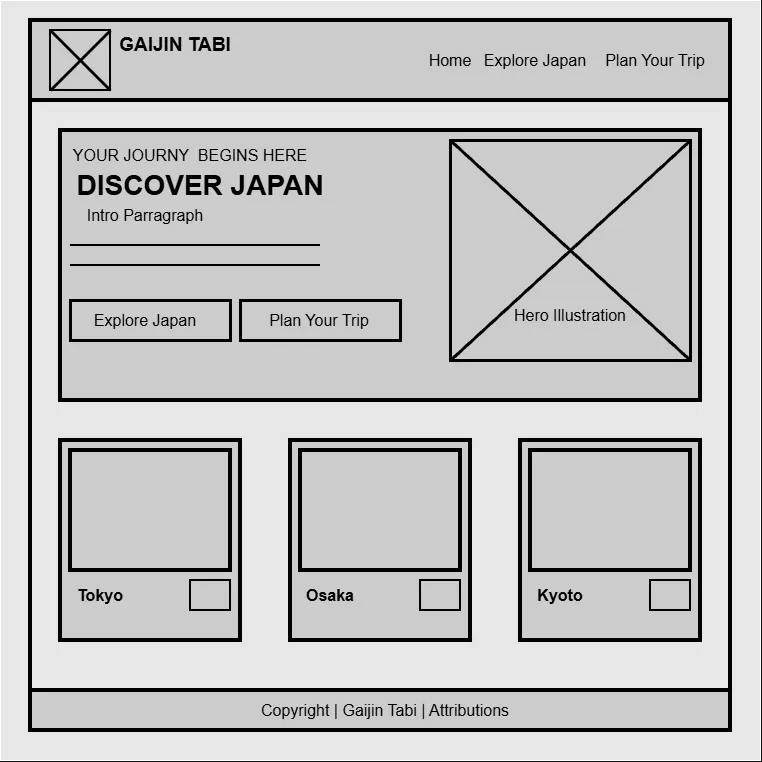 GAIJIN TABI
Home Explore Japan Plan Your Trip
YOUR JOURNY BEGINS HERE
DISCOVER JAPAN
Intro Parragraph
Explore Japan Plan Your Trip
Hero Illustration
Tokyo Osaka Kyoto
Copyright | Gaijin Tabi | Attributions